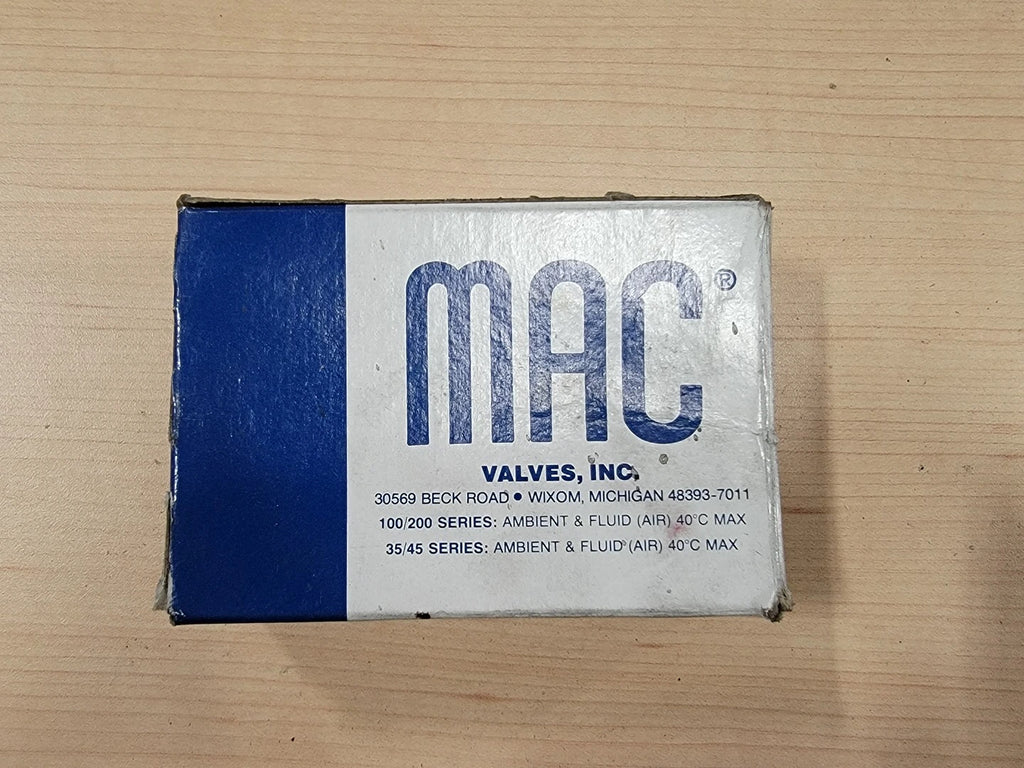 MAC®
VALVES, INC.
30569 BECK ROAD • WIXOM, MICHIGAN 48393-7011
100/200 SERIES: AMBIENT & FLUID (AIR) 40°C MAX
35/45 SERIES: AMBIENT & FLUID (AIR) 40°C MAX